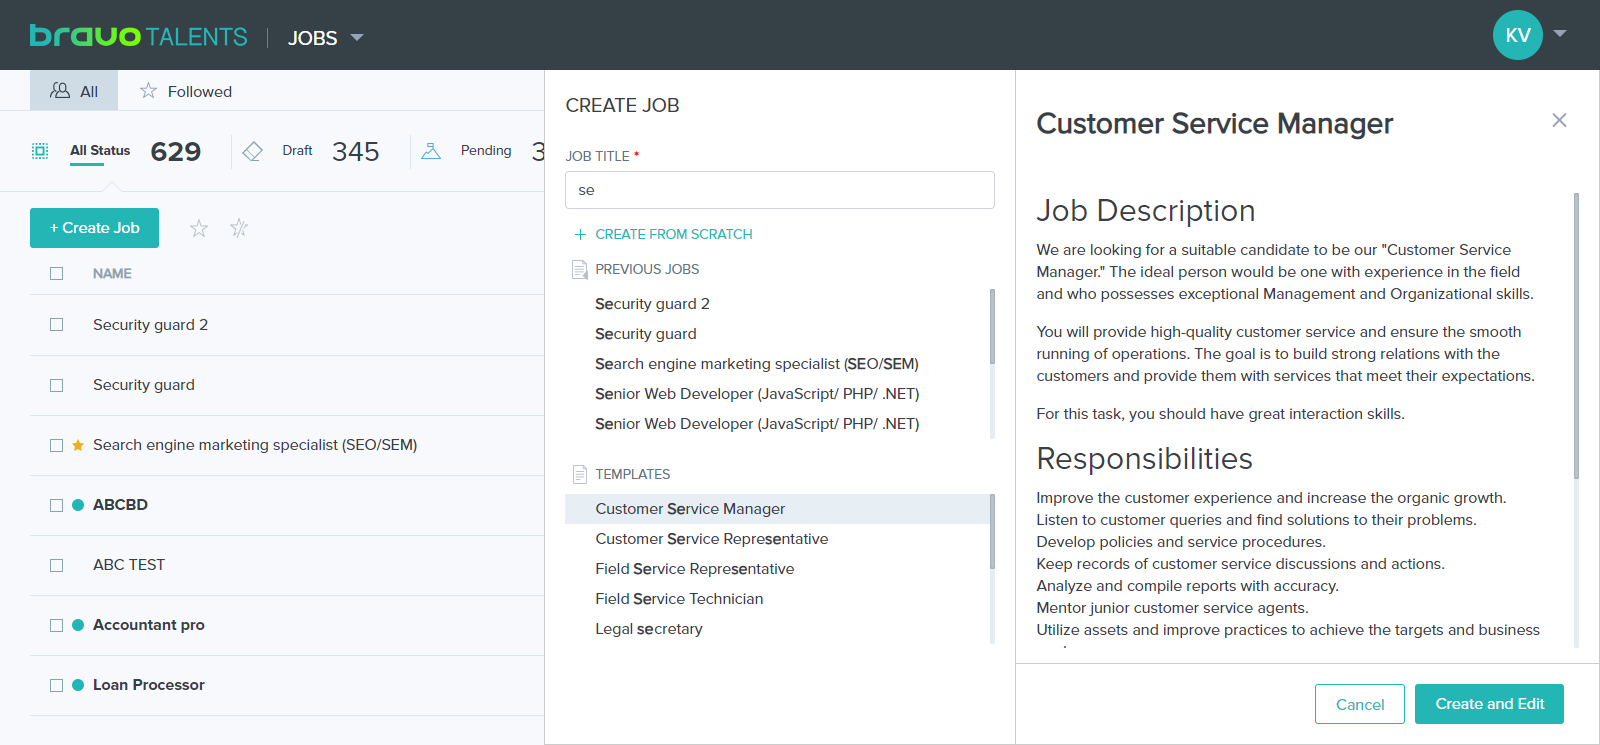 bravo TALENTS
JOBS
KV
All
Followed
All Status 629
Draft 345
Pending 3
+ Create Job
NAME
Security guard 2
Security guard
Search engine marketing specialist (SEO/SEM)
ABCBD
ABC TEST
Accountant pro
Loan Processor
CREATE JOB
JOB TITLE *
se
+ CREATE FROM SCRATCH
PREVIOUS JOBS
Security guard 2
Security guard
Search engine marketing specialist (SEO/SEM)
Senior Web Developer (JavaScript/ PHP/ .NET)
Senior Web Developer (JavaScript/ PHP/ .NET)
TEMPLATES
Customer Service Manager
Customer Service Representative
Field Service Representative
Field Service Technician
Legal secretary
Customer Service Manager
Job Description
We are looking for a suitable candidate to be our "Customer Service
Manager." The ideal person would be one with experience in the field
and who possesses exceptional Management and Organizational skills.
You will provide high-quality customer service and ensure the smooth
running of operations. The goal is to build strong relations with the
customers and provide them with services that meet their expectations.
For this task, you should have great interaction skills.
Responsibilities
Improve the customer experience and increase the organic growth.
Listen to customer queries and find solutions to their problems.
Develop policies and service procedures.
Keep records of customer service discussions and actions.
Analyze and compile reports with accuracy.
Mentor junior customer service agents.
Utilize assets and improve practices to achieve the targets and business
Cancel
Create and Edit